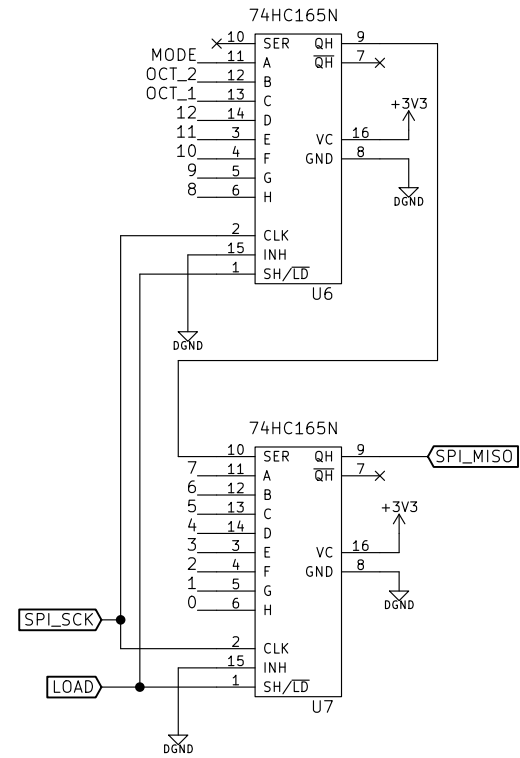 74HC165N
10 SER QH 9
MODE 11 A QH 7
OCT_2 12 B
OCT_1 13 C
+3V3
12 14 D
11 3 E VC 16
10 4 F GND 8
9 5 G
8 6 H
DGND
2 CLK
15 INH
1 SH/LD
U6
DGND
74HC165N
10 SER QH 9 SPI_MISO
7 11 A QH 7
6 12 B
5 13 C
+3V3
4 14 D
3 3 E VC 16
2 4 F GND 8
1 5 G
0 6 H
DGND
SPI_SCK
2 CLK
15 INH
LOAD 1 SH/LD
U7
DGND